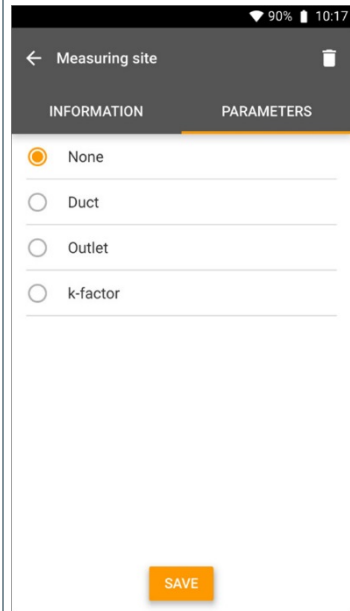 90% 10:17
Measuring site
INFORMATION PARAMETERS
None
Duct
Outlet
k-factor
SAVE